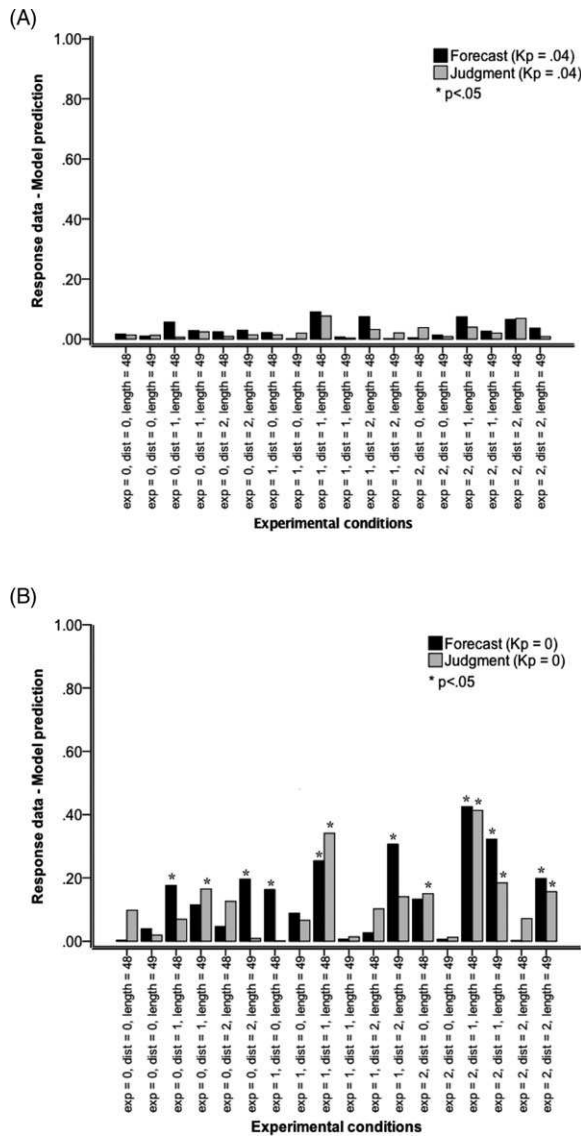 (A)
1.00
.80
.60
.40
.20
.00
Response data - Model prediction
Forecast (Kp = .04)
Judgment (Kp = .04)
* p<.05
exp = 0, dist = 0, length = 48
exp = 0, dist = 0, length = 49
exp = 0, dist = 1, length = 48
exp = 0, dist = 1, length = 49
exp = 0, dist = 2, length = 48
exp = 0, dist = 2, length = 49
exp = 1, dist = 0, length = 48
exp = 1, dist = 0, length = 49
exp = 1, dist = 1, length = 48
exp = 1, dist = 1, length = 49
exp = 1, dist = 2, length = 48
exp = 1, dist = 2, length = 49
exp = 2, dist = 0, length = 48
exp = 2, dist = 0, length = 49
exp = 2, dist = 1, length = 48
exp = 2, dist = 1, length = 49
exp = 2, dist = 2, length = 48
exp = 2, dist = 2, length = 49
Experimental conditions
(B)
1.00
.80
.60
.40
.20
.00
Response data - Model prediction
Forecast (Kp = 0)
Judgment (Kp = 0)
* p<.05
* * * * * * * * * * * * * * *
exp = 0, dist = 0, length = 48
exp = 0, dist = 0, length = 49
exp = 0, dist = 1, length = 48
exp = 0, dist = 1, length = 49
exp = 0, dist = 2, length = 48
exp = 0, dist = 2, length = 49
exp = 1, dist = 0, length = 48
exp = 1, dist = 0, length = 49
exp = 1, dist = 1, length = 48
exp = 1, dist = 1, length = 49
exp = 1, dist = 2, length = 48
exp = 1, dist = 2, length = 49
exp = 2, dist = 0, length = 48
exp = 2, dist = 0, length = 49
exp = 2, dist = 1, length = 48
exp = 2, dist = 1, length = 49
exp = 2, dist = 2, length = 48
exp = 2, dist = 2, length = 49
Experimental conditions